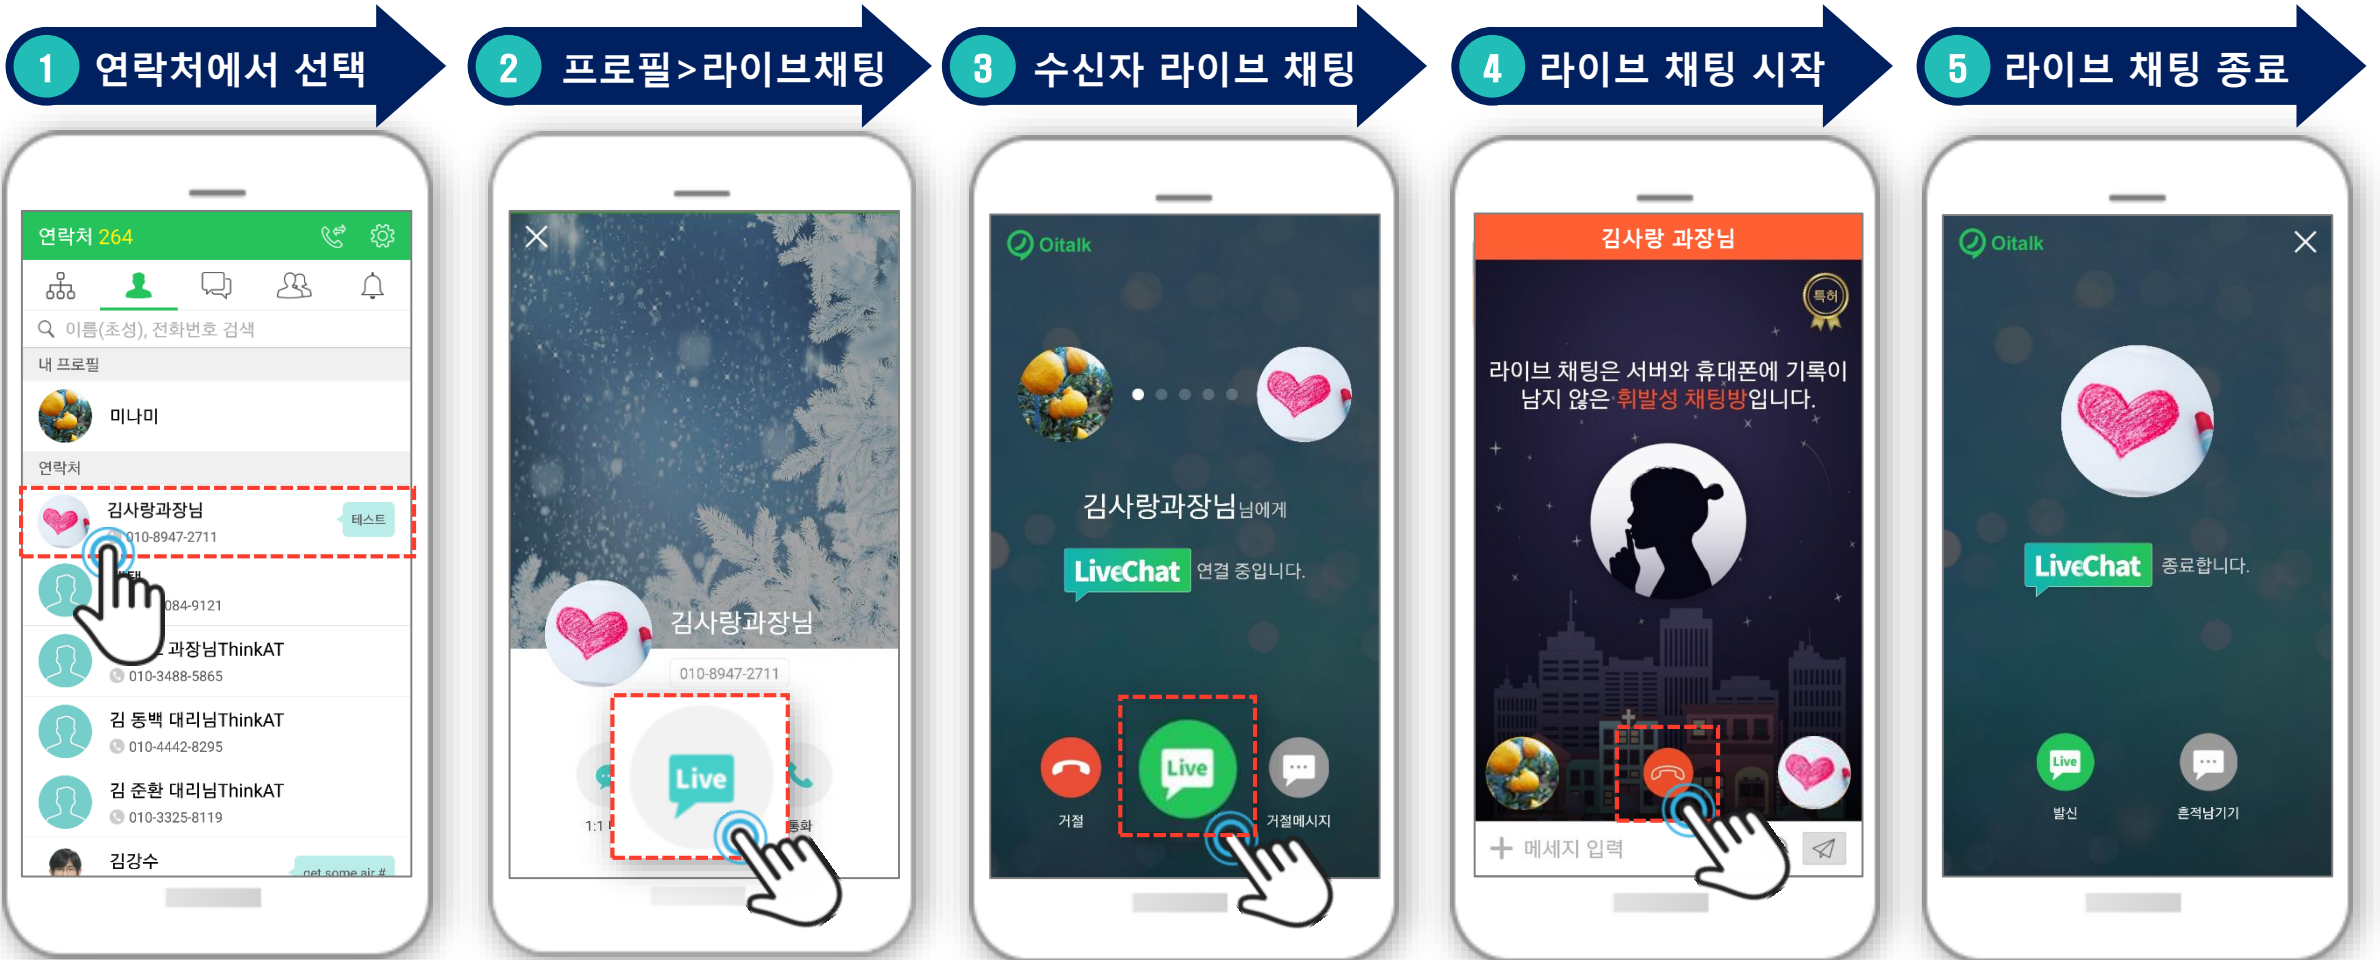 1 연락처에서 선택
2 프로필>라이브채팅
3 수신자 라이브 채팅
4 라이브 채팅 시작
5 라이브 채팅 종료
연락처 264
이름(초성), 전화번호 검색
내 프로필
미나미
연락처
김사랑과장님
테스트
010-8947-2711
084-9121
과장님ThinkAT
010-3488-5865
김 동백 대리님ThinkAT
010-4442-8295
김 준환 대리님ThinkAT
010-3325-8119
김강수
get some air #
김사랑과장님
010-8947-2711
Live
1:1
통화
Oitalk
김사랑과장님님에게
LiveChat 연결 중입니다.
Live
거절
거절메시지
김사랑 과장님
특허
라이브 채팅은 서버와 휴대폰에 기록이
남지 않은 휘발성 채팅방입니다.
메세지 입력
Oitalk
LiveChat 종료합니다.
Live
발신
흔적남기기